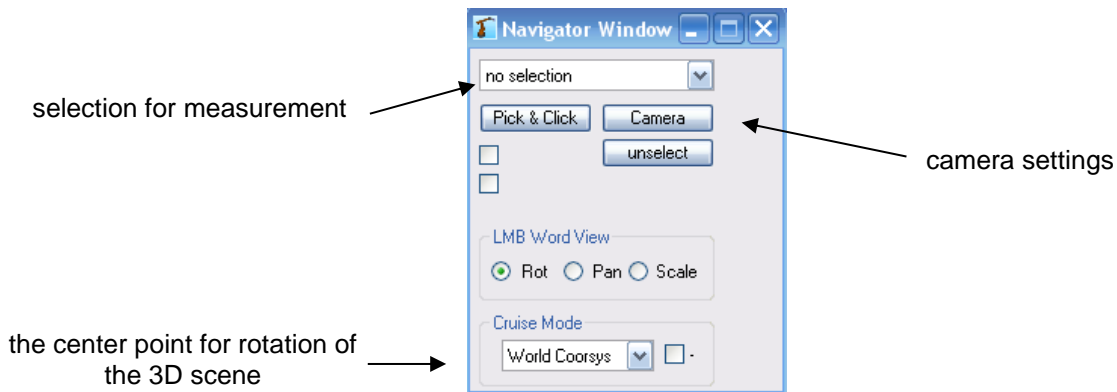 Navigator Window
no selection
selection for measurement
Pick & Click Camera
unselect
camera settings
LMB Word View
Rot Pan Scale
Cruise Mode
the center point for rotation of
the 3D scene
World Coorsys -